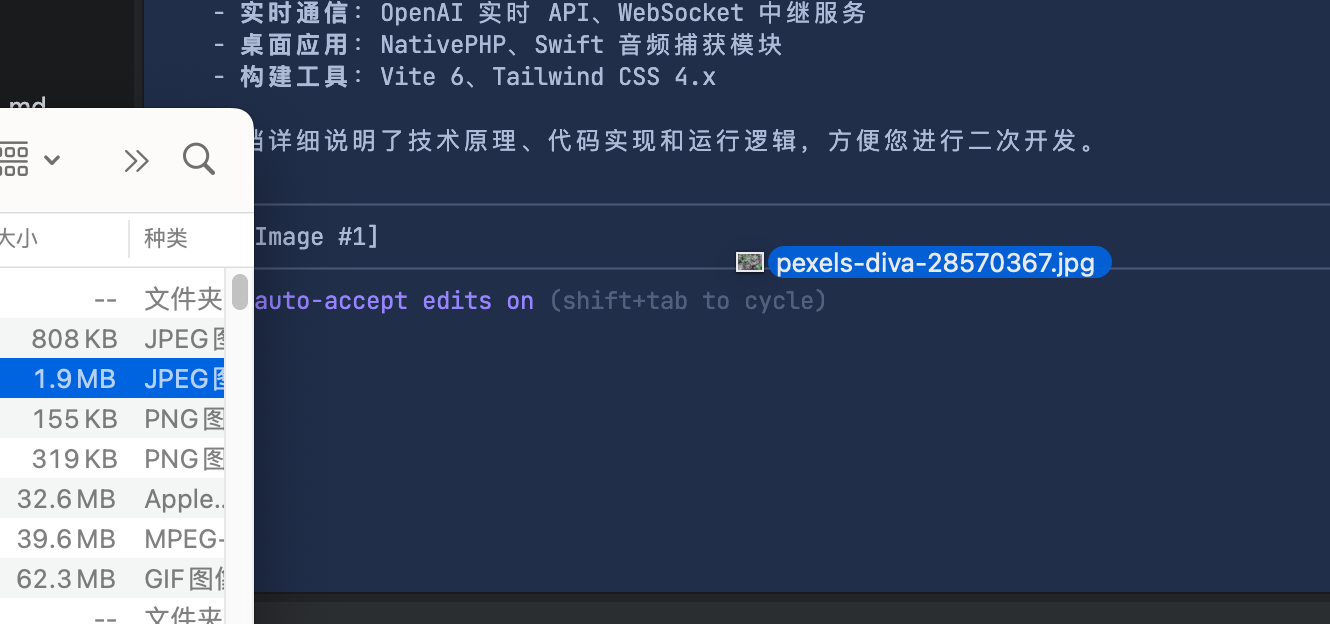 - 实时通信：OpenAI 实时 API、WebSocket 中继服务
- 桌面应用：NativePHP、Swift 音频捕获模块
- 构建工具：Vite 6、Tailwind CSS 4.x
.md
详细说明了技术原理、代码实现和运行逻辑，方便您进行二次开发。
大小 种类
Image #1]
pexels-diva-28570367.jpg
-- 文件夹
auto-accept edits on (shift+tab to cycle)
808 KB JPEG图
1.9 MB JPEG图
155 KB PNG图
319 KB PNG图
32.6 MB Apple...
39.6 MB MPEG-
62.3 MB GIF图像
-- 文件夹